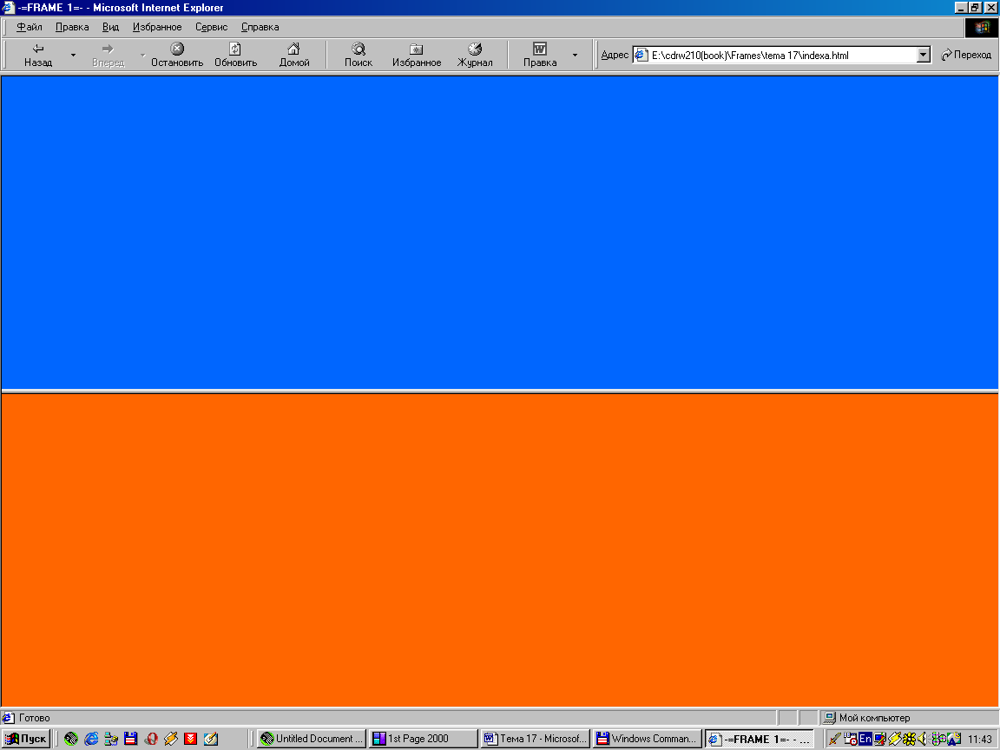 -=FRAME 1=- - Microsoft Internet Explorer
Файл Правка Вид Избранное Сервис Справка
Назад Вперед Остановить Обновить Домой Поиск Избранное Журнал Правка Адрес E:\cdrw210(book)\Frames\tema 17\indexa.html Переход
Готово Мой компьютер
Пуск Untitled Document ... 1st Page 2000 Тема 17 - Microsof... Windows Comman... -=FRAME 1=- - ... En 11:43